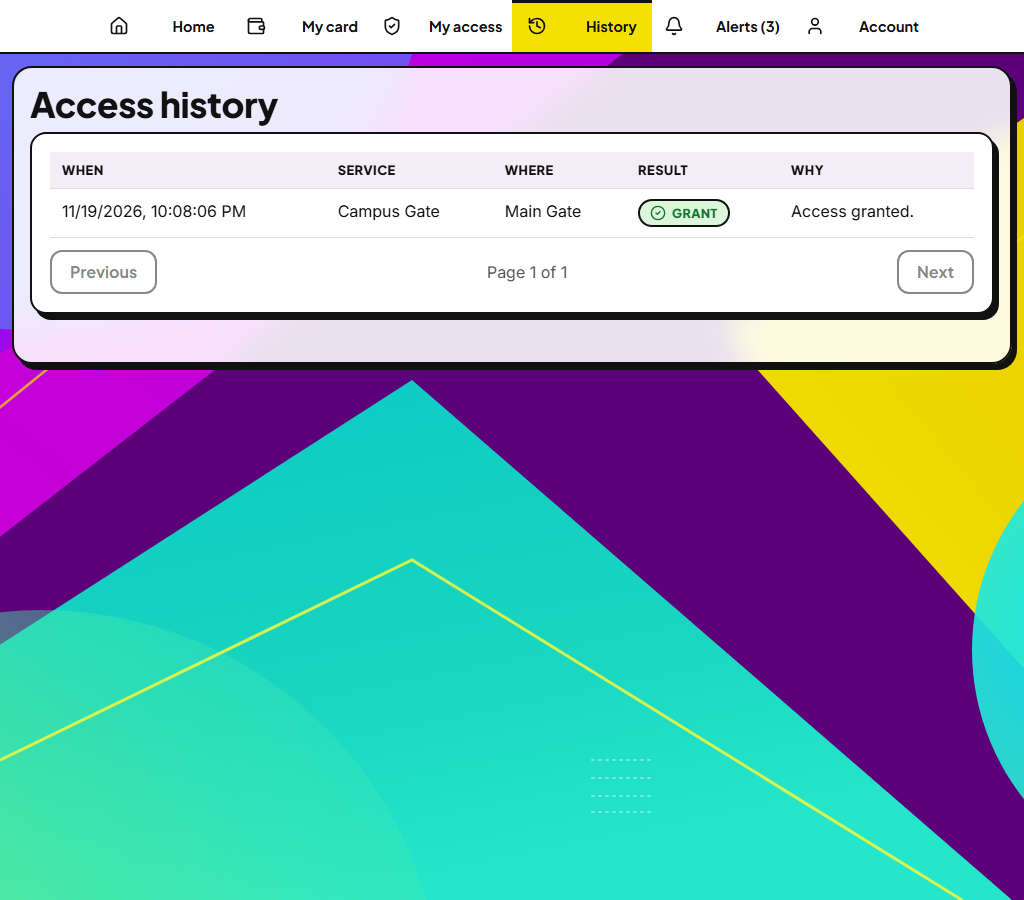 Home My card My access History Alerts (3) Account
Access history
WHEN SERVICE WHERE RESULT WHY
11/19/2026, 10:08:06 PM Campus Gate Main Gate GRANT Access granted.
Previous Page 1 of 1 Next